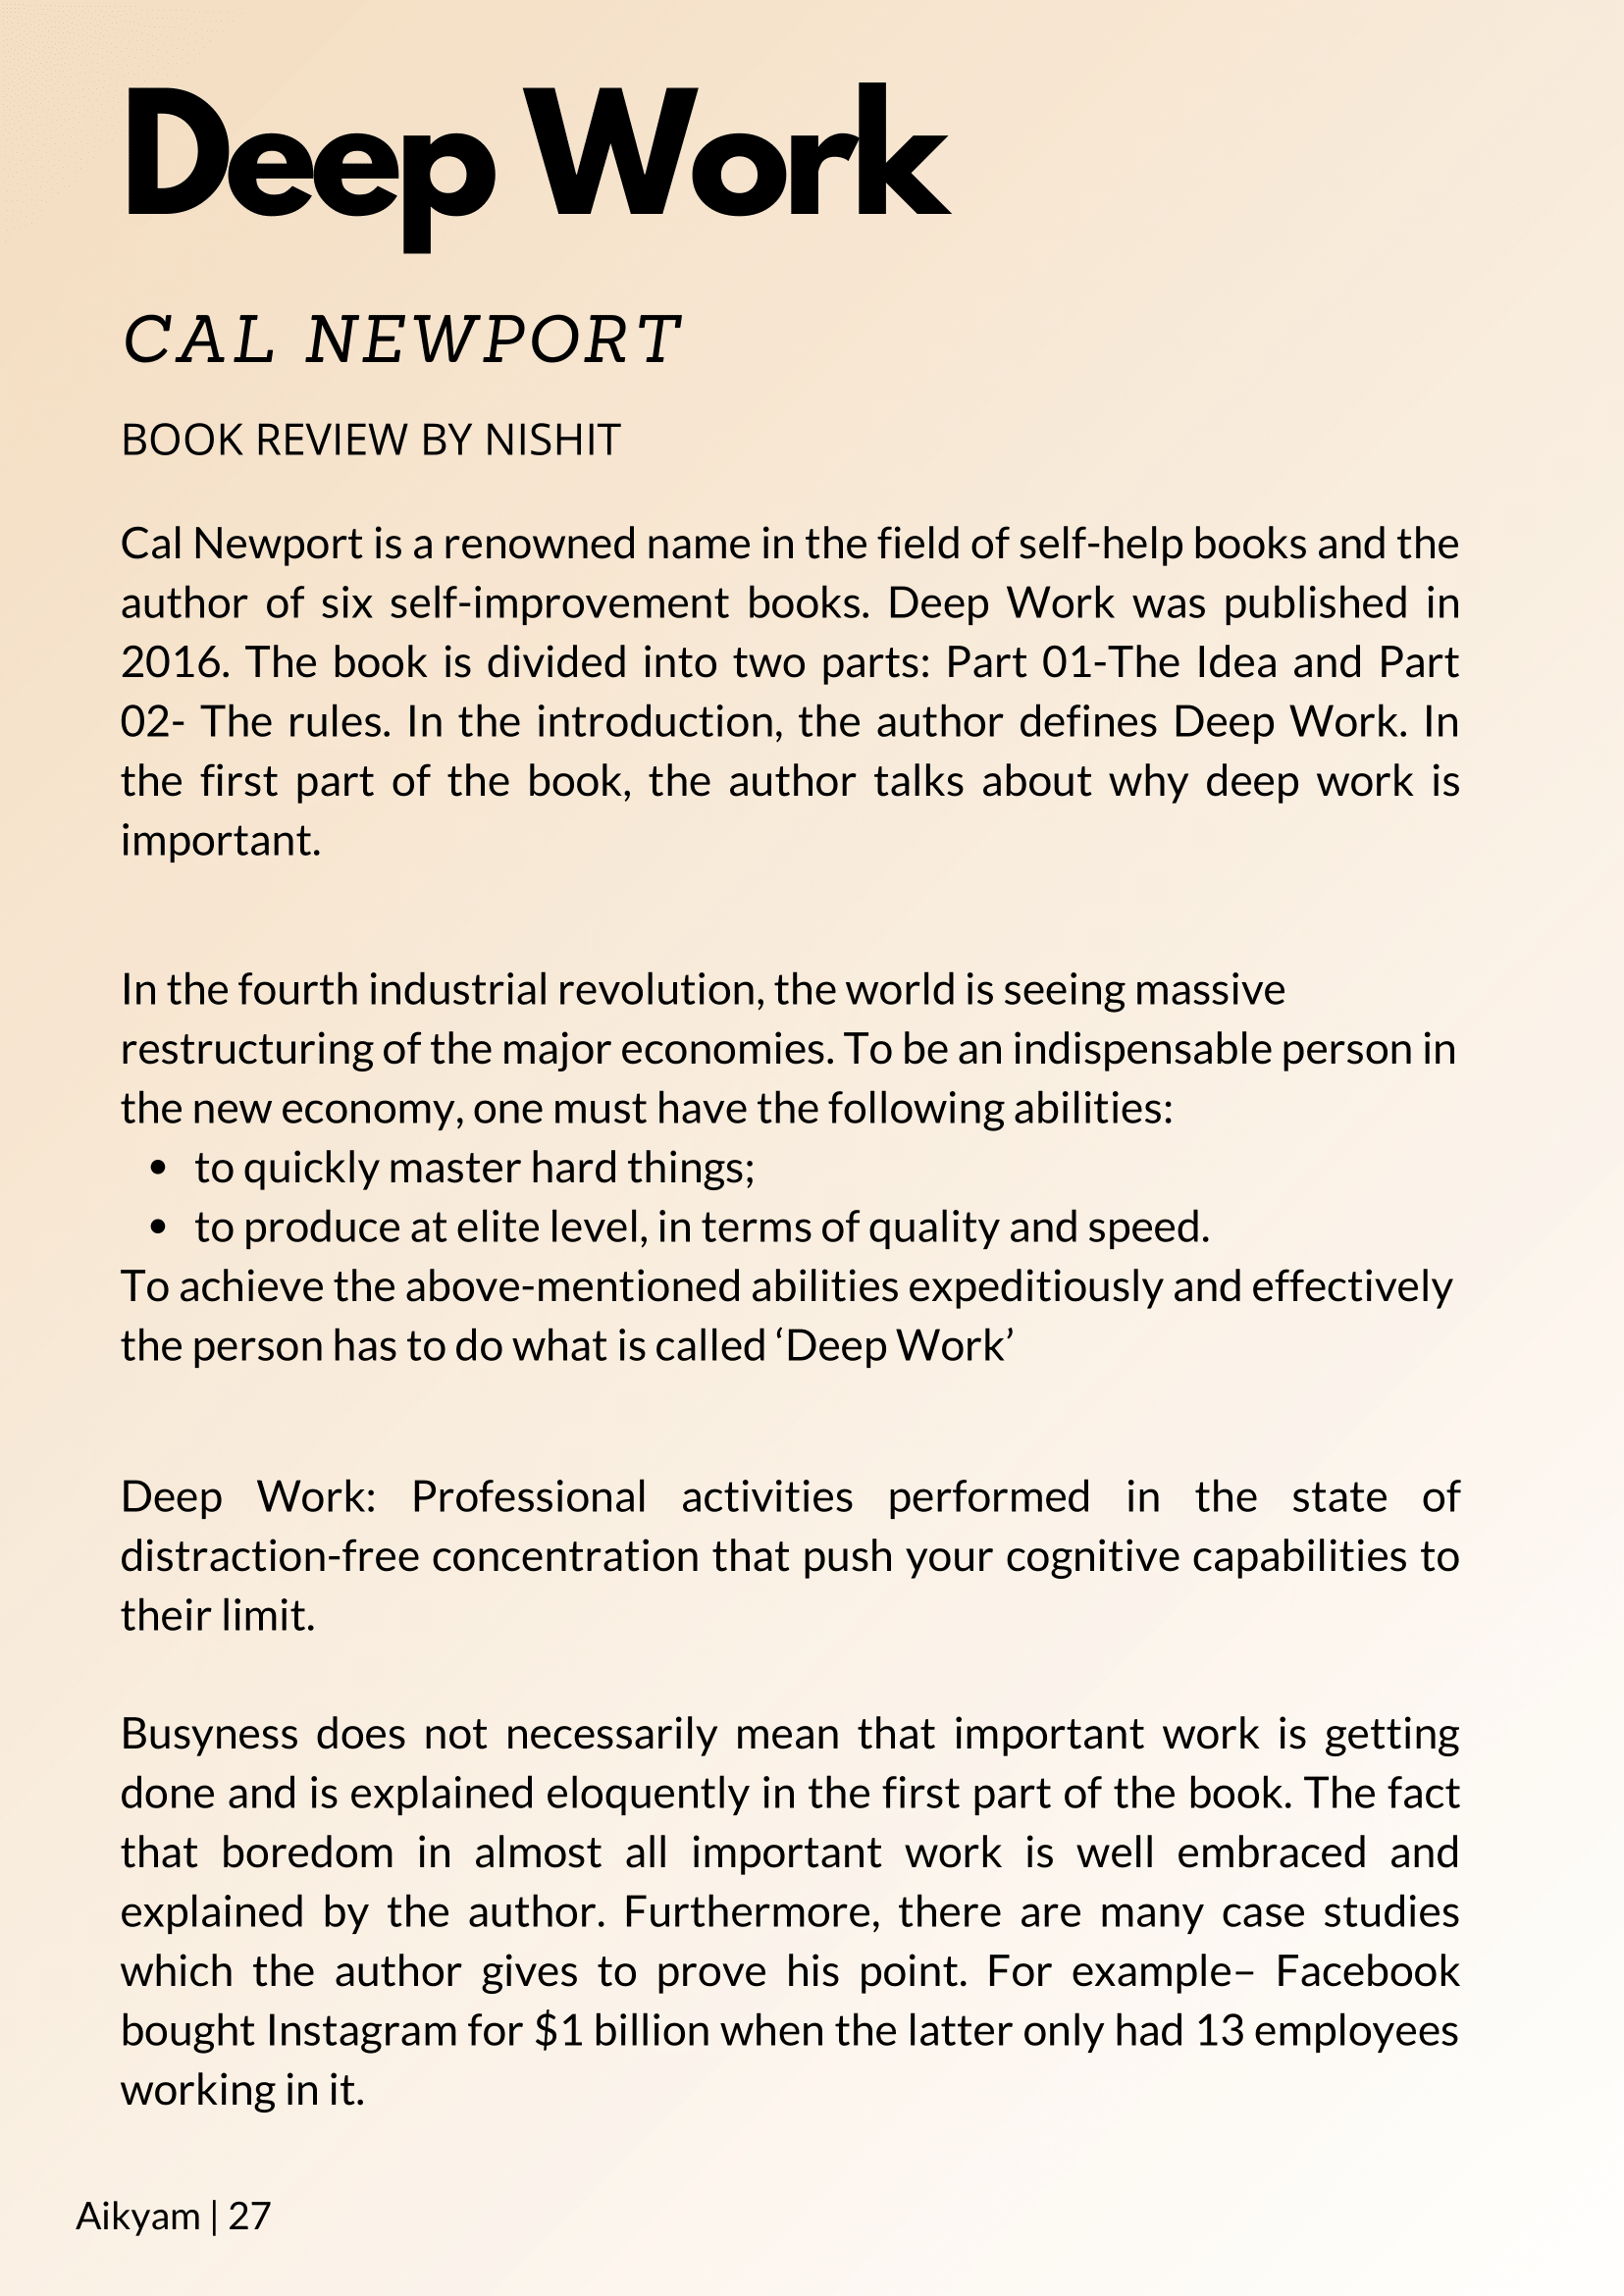 Deep Work
CAL NEWPORT
BOOK REVIEW BY NISHIT
Cal Newport is a renowned name in the field of self-help books and the
author of six self-improvement books. Deep Work was published in
2016. The book is divided into two parts: Part 01-The Idea and Part
02- The rules. In the introduction, the author defines Deep Work. In
the first part of the book, the author talks about why deep work is
important.
In the fourth industrial revolution, the world is seeing massive
restructuring of the major economies. To be an indispensable person in
the new economy, one must have the following abilities:
• to quickly master hard things;
• to produce at elite level, in terms of quality and speed.
To achieve the above-mentioned abilities expeditiously and effectively
the person has to do what is called ‘Deep Work’
Deep Work: Professional activities performed in the state of
distraction-free concentration that push your cognitive capabilities to
their limit.
Busyness does not necessarily mean that important work is getting
done and is explained eloquently in the first part of the book. The fact
that boredom in almost all important work is well embraced and
explained by the author. Furthermore, there are many case studies
which the author gives to prove his point. For example– Facebook
bought Instagram for $1 billion when the latter only had 13 employees
working in it.
Aikyam | 27